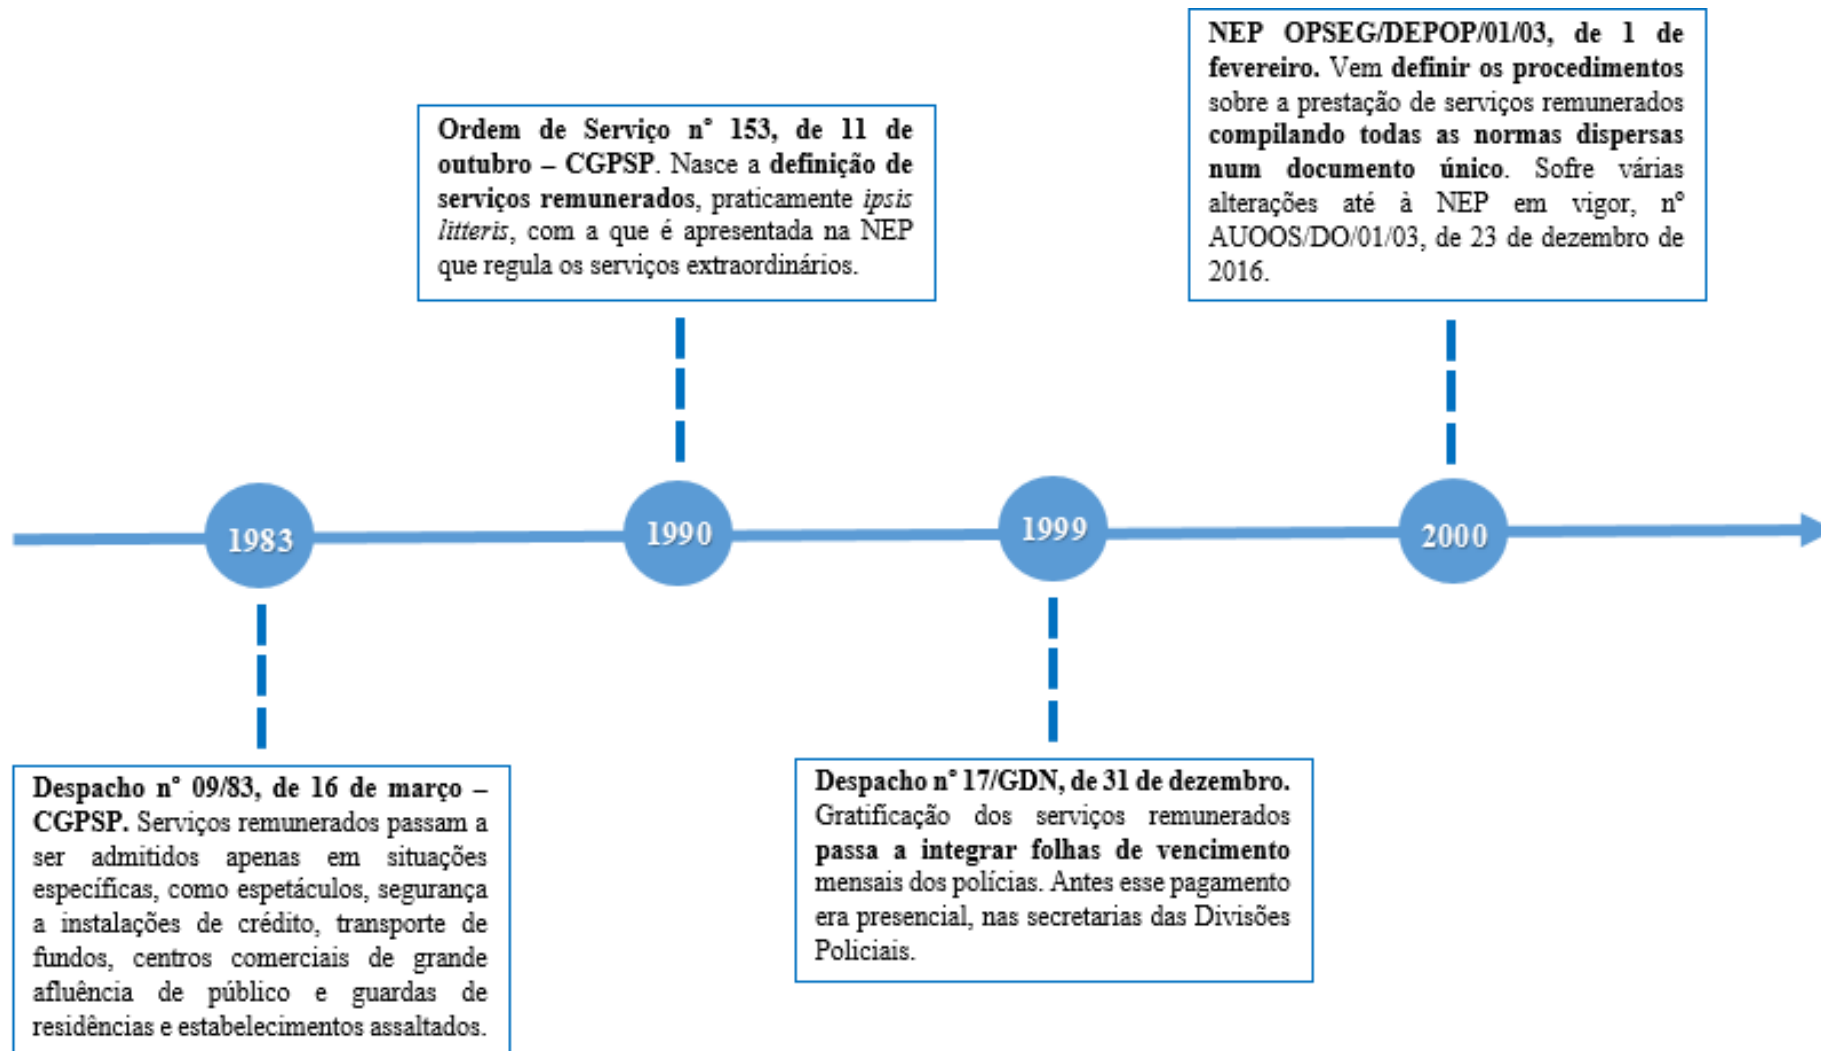 NEP OPSEG/DEPOP/01/03, de 1 de
fevereiro. Vem definir os procedimentos
sobre a prestação de serviços remunerados
compilando todas as normas dispersas
num documento único. Sofre várias
alterações até à NEP em vigor, nº
AUOOS/DO/01/03, de 23 de dezembro de
2016.
Ordem de Serviço nº 153, de 11 de
outubro – CGPSP. Nasce a definição de
serviços remunerados, praticamente ipsis
litteris, com a que é apresentada na NEP
que regula os serviços extraordinários.
1983
1990
1999
2000
Despacho nº 09/83, de 16 de março –
CGPSP. Serviços remunerados passam a
ser admitidos apenas em situações
específicas, como espetáculos, segurança
a instalações de crédito, transporte de
fundos, centros comerciais de grande
afluência de público e guardas de
residências e estabelecimentos assaltados.
Despacho nº 17/GDN, de 31 de dezembro.
Gratificação dos serviços remunerados
passa a integrar folhas de vencimento
mensais dos polícias. Antes esse pagamento
era presencial, nas secretarias das Divisões
Policiais.